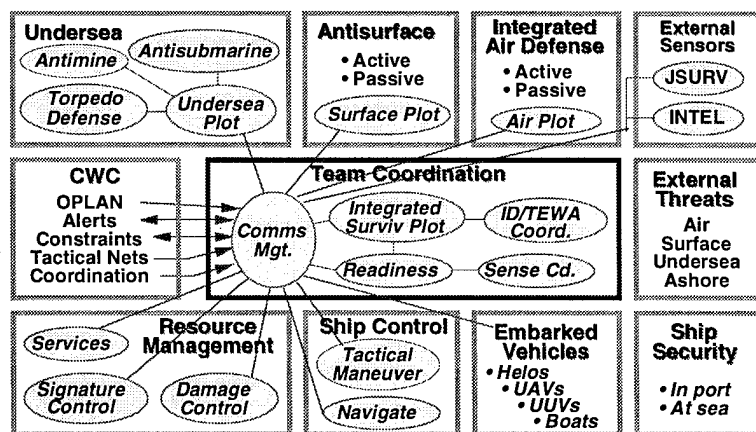 Undersea
Antimine
Antisubmarine
Torpedo
Defense
Undersea
Plot
Antisurface
• Active
• Passive
Surface Plot
Integrated
Air Defense
• Active
• Passive
Air Plot
External
Sensors
JSURV
INTEL
CWC
OPLAN
Alerts
Constraints
Tactical Nets
Coordination
Team Coordination
Comms
Mgt.
Integrated
Surviv Plot
ID/TEWA
Coord.
Readiness
Sense Cd.
External
Threats
Air
Surface
Undersea
Ashore
Resource
Management
Services
Signature
Control
Damage
Control
Ship Control
Tactical
Maneuver
Navigate
Embarked
Vehicles
• Helos
• UAVs
• UUVs
• Boats
Ship
Security
• In port
• At sea